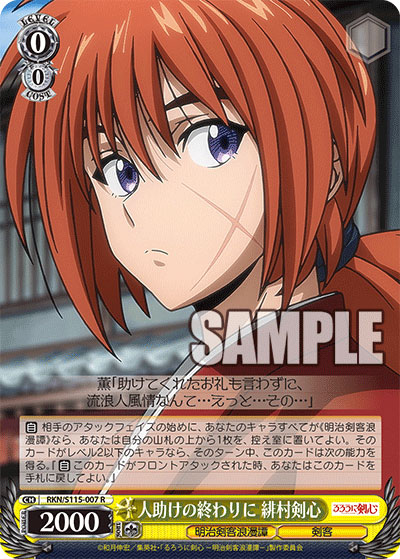 LEVEL
0
0
COST
SAMPLE
薫「助けてくれたお礼も言わずに、
流浪人風情なんて…えっと…その…」
【自】 相手のアタックフェイズの始めに、あなたのキャラすべてが《明治剣客浪
漫譚》なら、あなたは自分の山札の上から1枚を、控え室に置いてよい。その
カードがレベル2以下のキャラなら、そのターン中、このカードは次の能力を得
る。『【自】 このカードがフロントアタックされた時、あなたはこのカードを手札に
戻す。』
CH RKN/S115-007 R
2000
人助けの終わりに 緋村剣心
るろうに剣心
明治剣客浪漫譚
剣客
©和月伸宏／集英社・「るろうに剣心 －明治剣客浪漫譚－」製作委員会